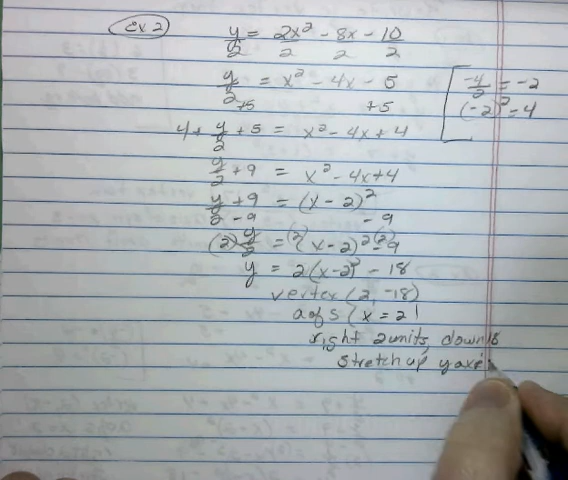 Ex 2
y/2 = 2x²/2 - 8x/2 - 10/2
y/2 = x² - 4x - 5
+5 +5
4 + y/2 + 5 = x² - 4x + 4
y/2 + 9 = x² - 4x + 4
y/2 + 9 = (x - 2)²
- 9 - 9
(2) y/2 = (2)(x - 2)² - 9(2)
y = 2(x-2)² - 18
vertex (2, -18)
aofs {x = 2}
right 2 units, down 18
stretch up y axis
-4/2 = -2
(-2)² = 4